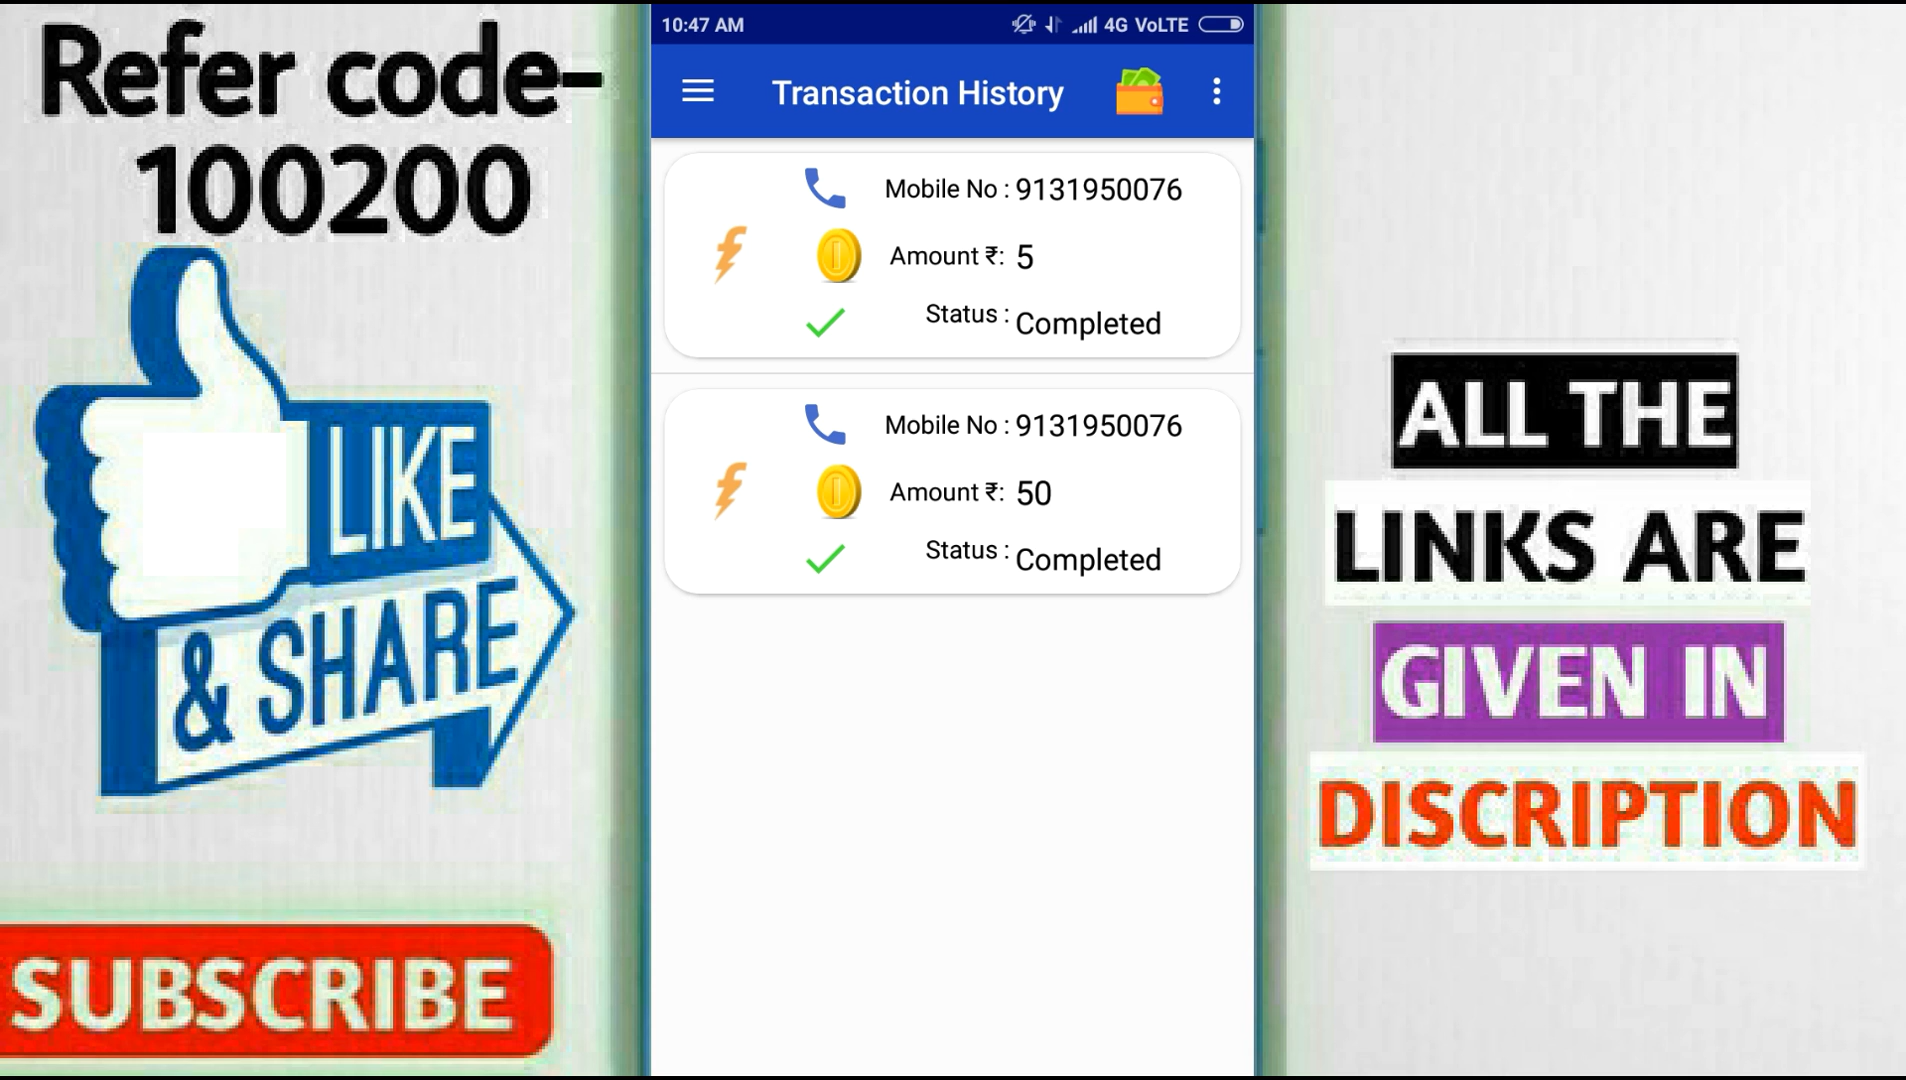 Refer code-
100200
LIKE
& SHARE
SUBSCRIBE
10:47 AM
4G VoLTE
Transaction History
Mobile No : 9131950076
Amount ₹: 5
Status : Completed
Mobile No : 9131950076
Amount ₹: 50
Status : Completed
ALL THE
LINKS ARE
GIVEN IN
DISCRIPTION